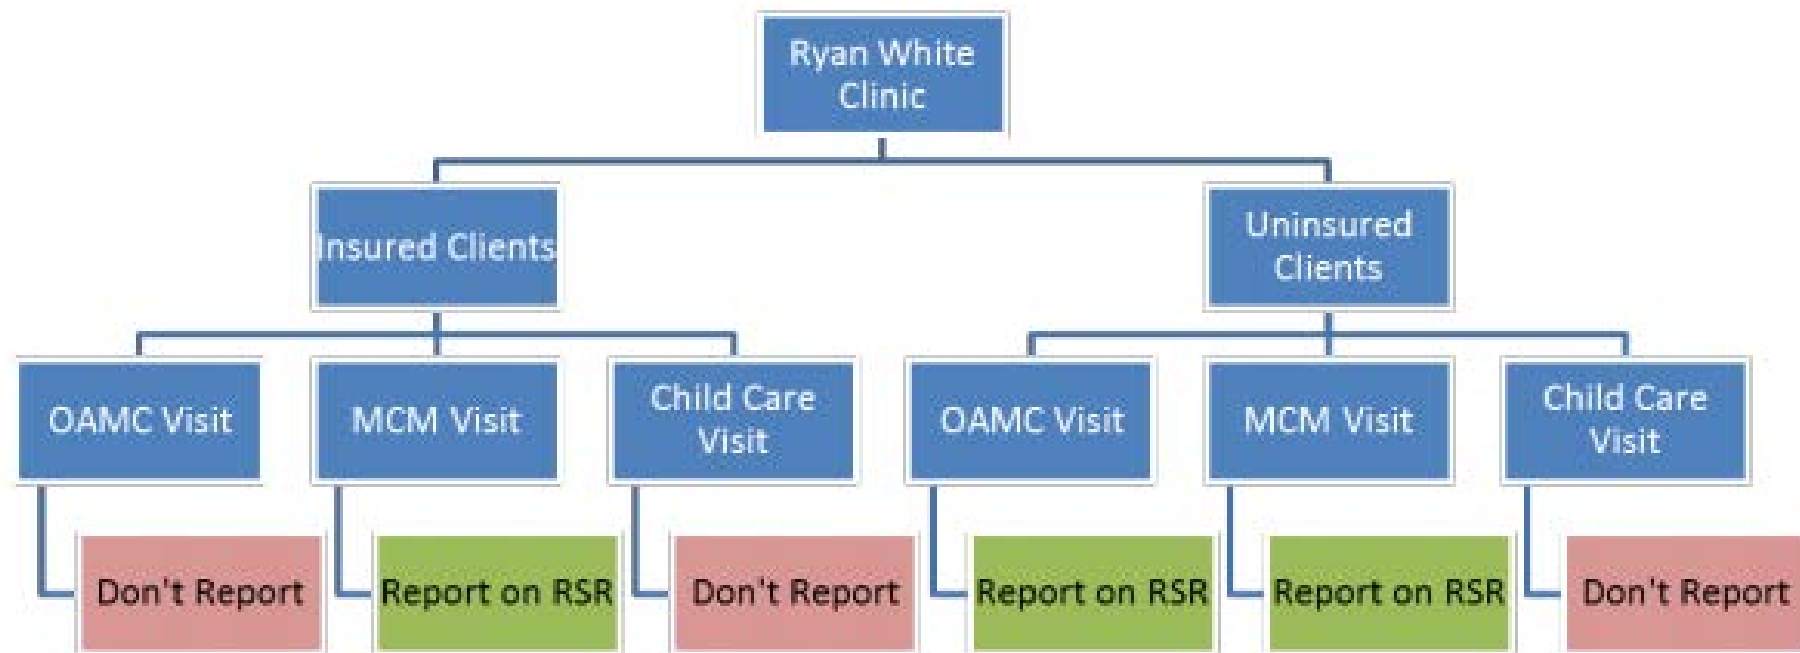 Ryan White
Clinic
Insured Clients
Uninsured
Clients
OAMC Visit
MCM Visit
Child Care
Visit
OAMC Visit
MCM Visit
Child Care
Visit
Don't Report
Report on RSR
Don't Report
Report on RSR
Report on RSR
Don't Report